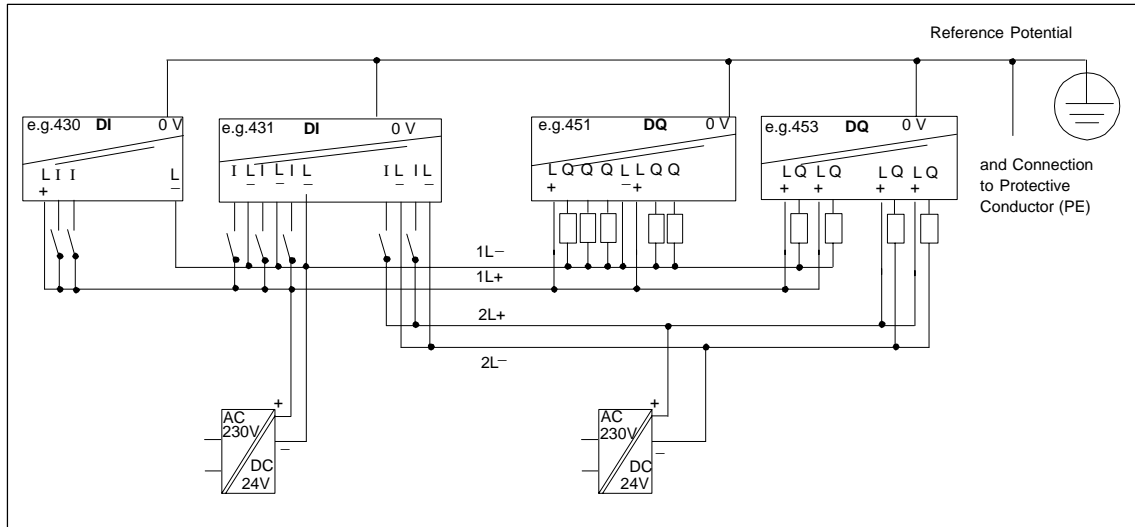 Reference Potential
e.g.430 DI 0 V
e.g.431 DI 0 V
e.g.451 DQ 0 V
e.g.453 DQ 0 V
and Connection
to Protective
Conductor (PE)
L I I L
+ −
I L I L I L I L I L
− − − − −
L Q Q Q L L Q Q
+ − +
L Q L Q L L Q
+ + + +
1L−
1L+
2L+
2L−
AC
230V
DC
24V
+
−
AC
230V
DC
24V
+
−